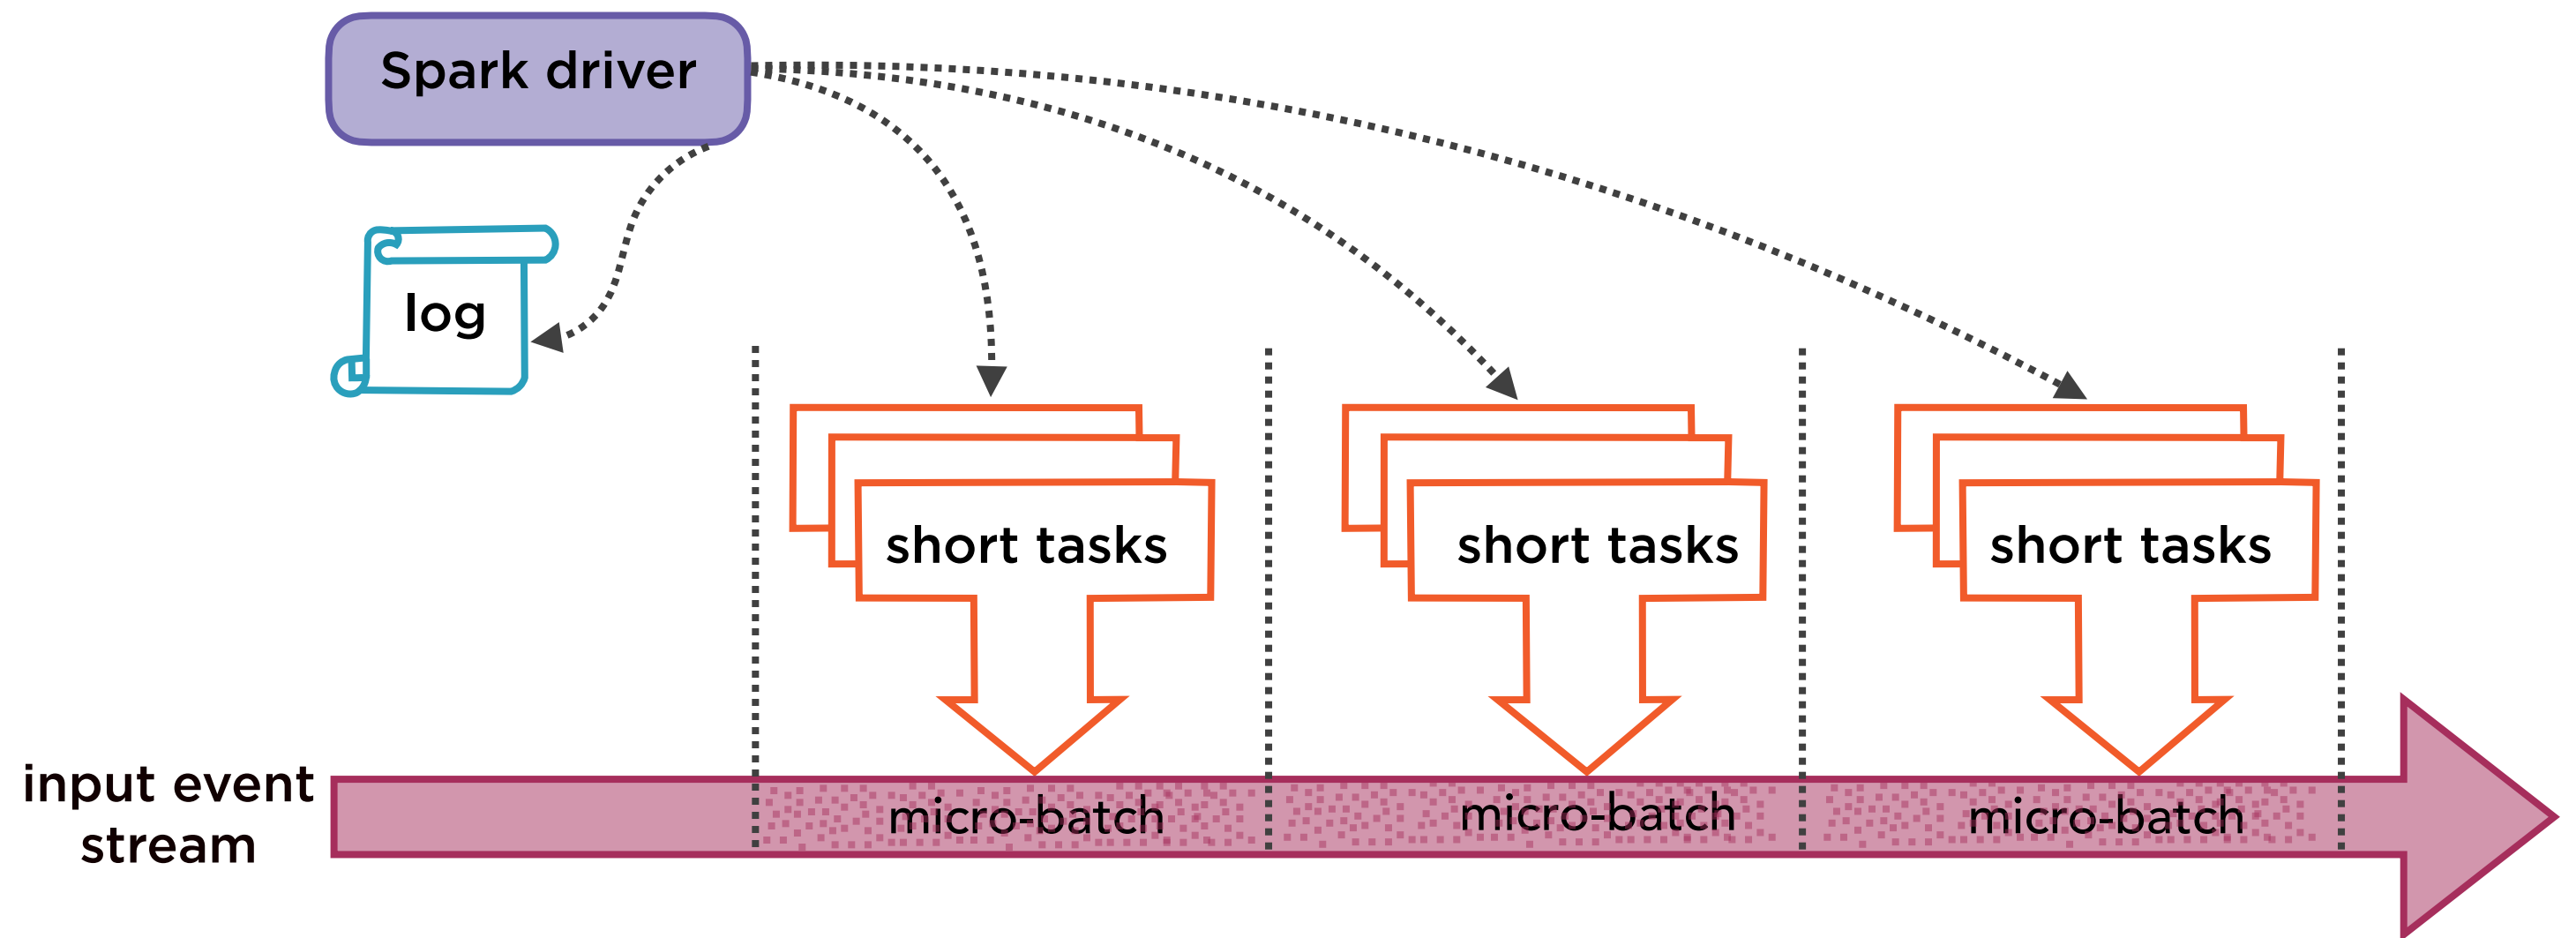 Spark driver
log
short tasks
short tasks
short tasks
input event
stream
micro-batch
micro-batch
micro-batch